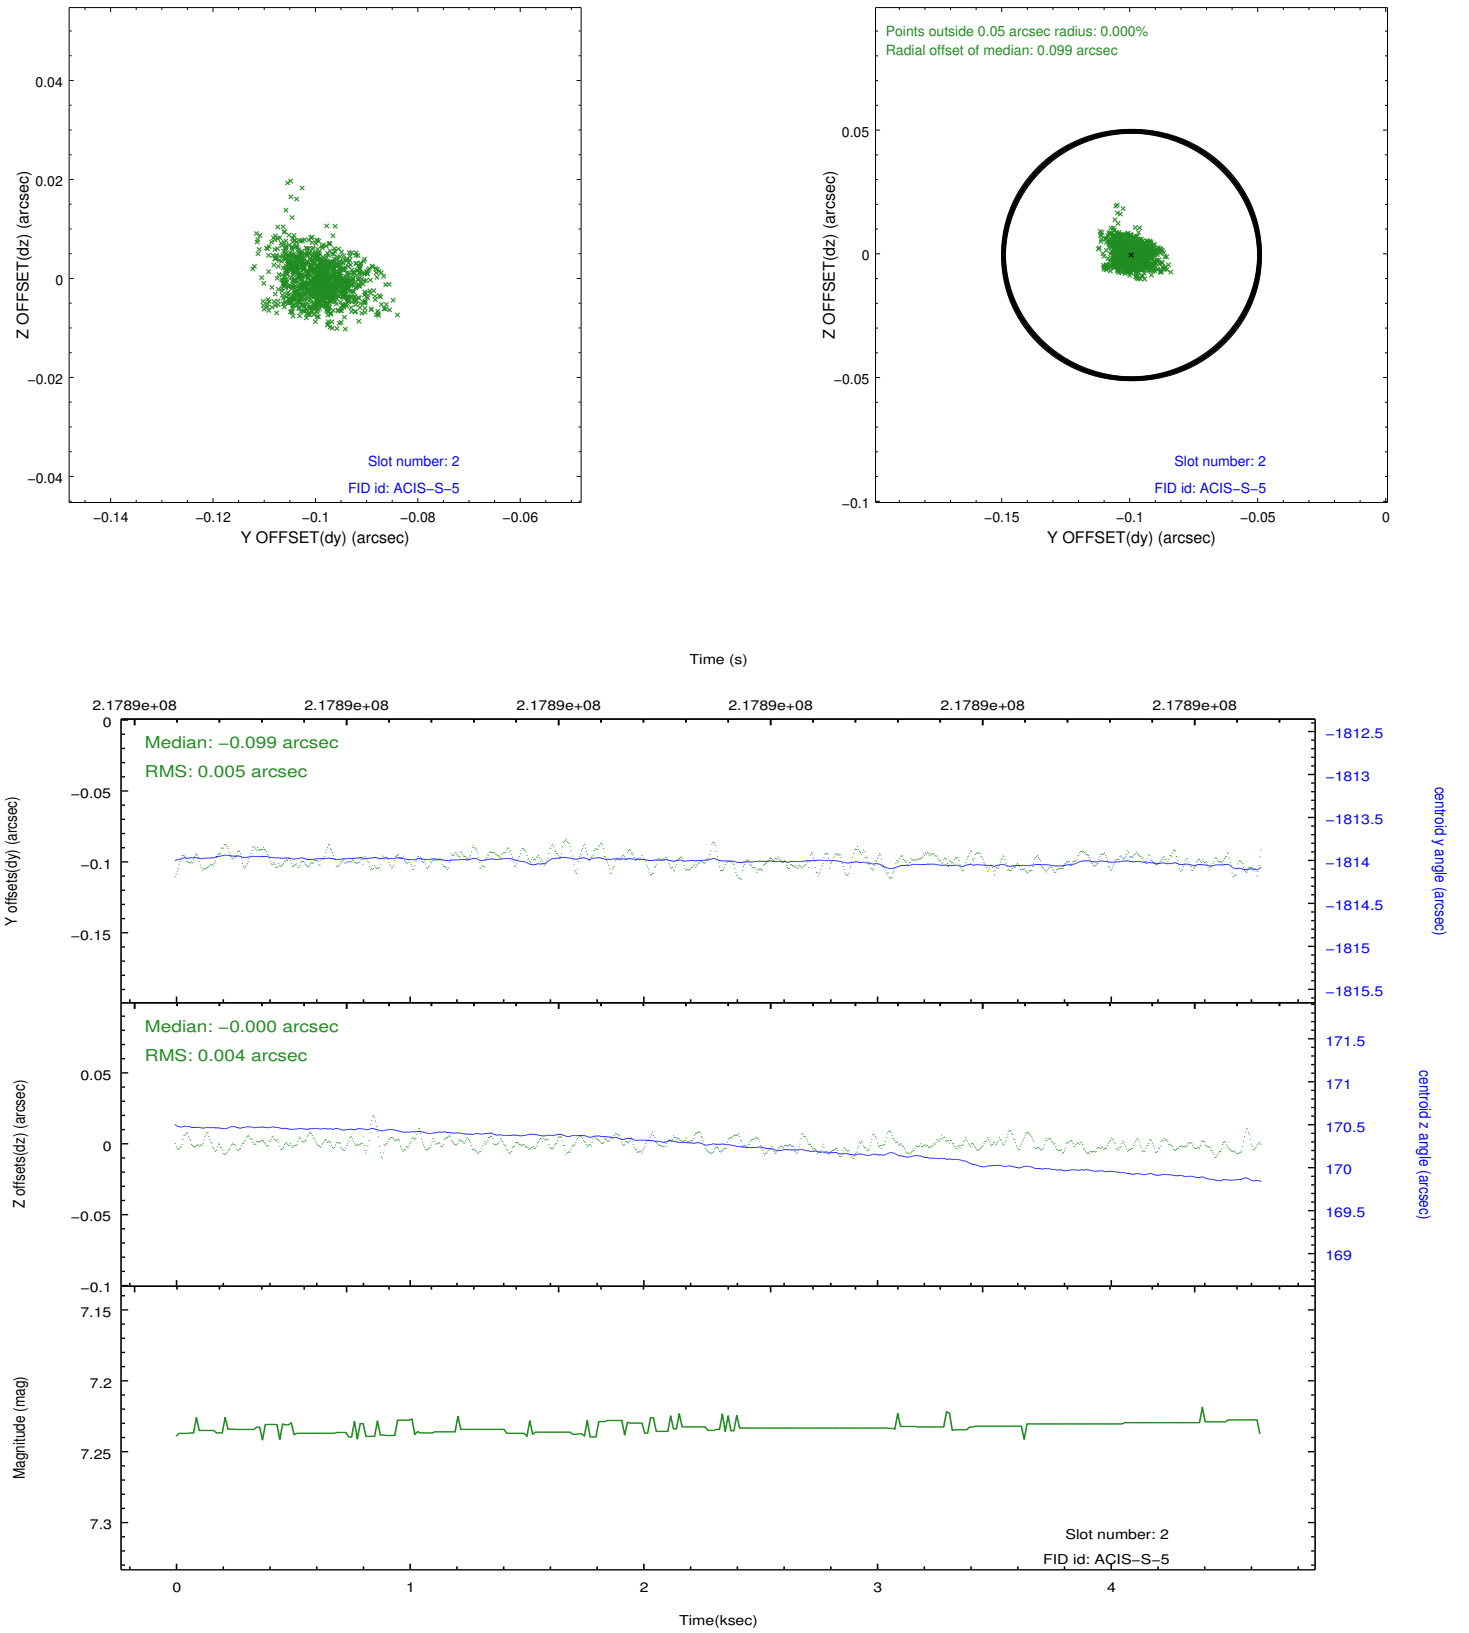 Points outside 0.05 arcsec radius: 0.000%
Radial offset of median: 0.099 arcsec
0.04
0.02
0
−0.02
−0.04
Z OFFSET(dz) (arcsec)
Slot number: 2
FID id: ACIS−S−5
−0.14 −0.12 −0.1 −0.08 −0.06
Y OFFSET(dy) (arcsec)
0.05
0
−0.05
−0.1
Z OFFSET(dz) (arcsec)
Slot number: 2
FID id: ACIS−S−5
−0.15 −0.1 −0.05 0
Y OFFSET(dy) (arcsec)
Time (s)
2.1789e+08 2.1789e+08 2.1789e+08 2.1789e+08 2.1789e+08 2.1789e+08
Median: −0.099 arcsec
RMS: 0.005 arcsec
0
−0.05
−0.1
−0.15
Y offsets(dy) (arcsec)
−1812.5
−1813
−1813.5
−1814
−1814.5
−1815
−1815.5
centroid y angle (arcsec)
Median: −0.000 arcsec
RMS: 0.004 arcsec
0.05
0
−0.05
−0.1
Z offsets(dz) (arcsec)
171.5
171
170.5
170
169.5
169
centroid z angle (arcsec)
7.15
7.2
7.25
7.3
Magnitude (mag)
Slot number: 2
FID id: ACIS−S−5
0 1 2 3 4
Time(ksec)